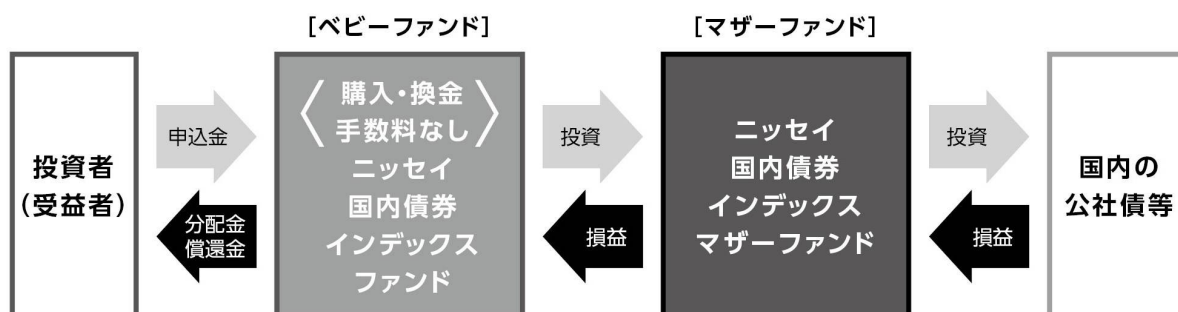 ［ベビーファンド］
［マザーファンド］
投資者
（受益者）
申込金
分配金
償還金
〈購入・換金
手数料なし〉
ニッセイ
国内債券
インデックス
ファンド
投資
損益
ニッセイ
国内債券
インデックス
マザーファンド
投資
損益
国内の
公社債等